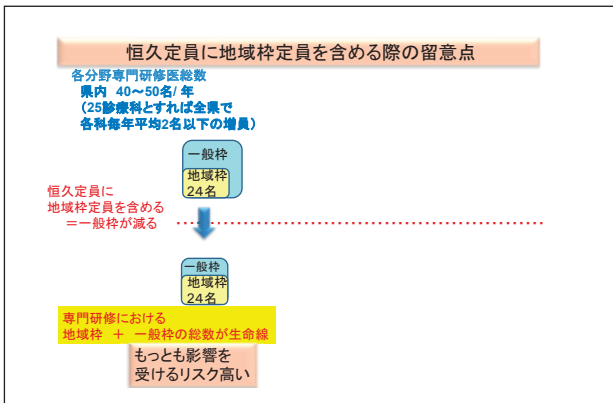 恒久定員に地域枠定員を含める際の留意点
各分野専門研修医総数
県内 40～50名/ 年
（25診療科とすれば全県で
各科毎年平均2名以下の増員）
一般枠
地域枠
24名
恒久定員に
地域枠定員を含める
＝一般枠が減る
一般枠
地域枠
24名
専門研修における
地域枠 ＋ 一般枠の総数が生命線
もっとも影響を
受けるリスク高い